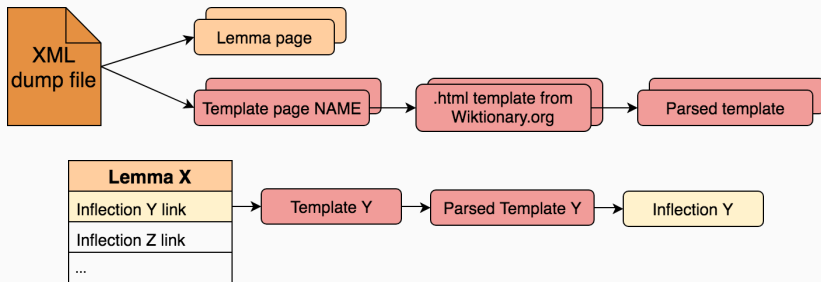 XML
dump file
Lemma page
Template page NAME
.html template from
Wiktionary.org
Parsed template
Lemma X
Inflection Y link
Inflection Z link
...
Template Y
Parsed Template Y
Inflection Y